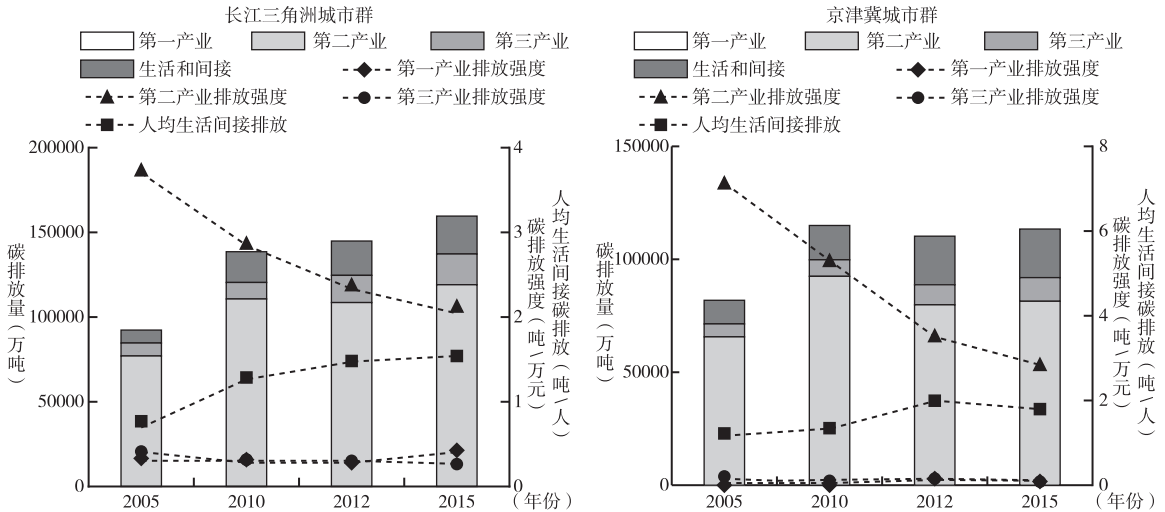 长江三角洲城市群
第一产业 第二产业 第三产业
生活和间接 第一产业排放强度
第二产业排放强度 第三产业排放强度
人均生活间接排放
200000
150000
100000
50000
0
碳排放量(万吨)
4
3
2
1
0
碳排放强度(吨/万元)
人均生活间接碳排放(吨/人)
2005 2010 2012 2015 (年份)
京津冀城市群
第一产业 第二产业 第三产业
生活和间接 第一产业排放强度
第二产业排放强度 第三产业排放强度
人均生活间接排放
150000
100000
50000
0
碳排放量(万吨)
8
6
4
2
0
碳排放强度(吨/万元)
人均生活间接碳排放(吨/人)
2005 2010 2012 2015 (年份)